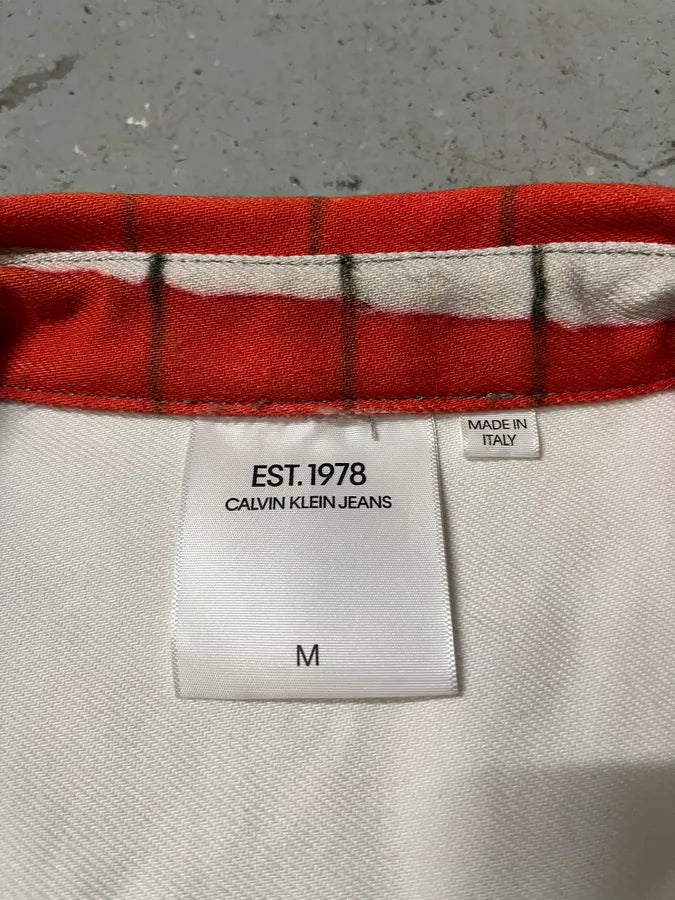 EST. 1978
CALVIN KLEIN JEANS
M
MADE IN
ITALY